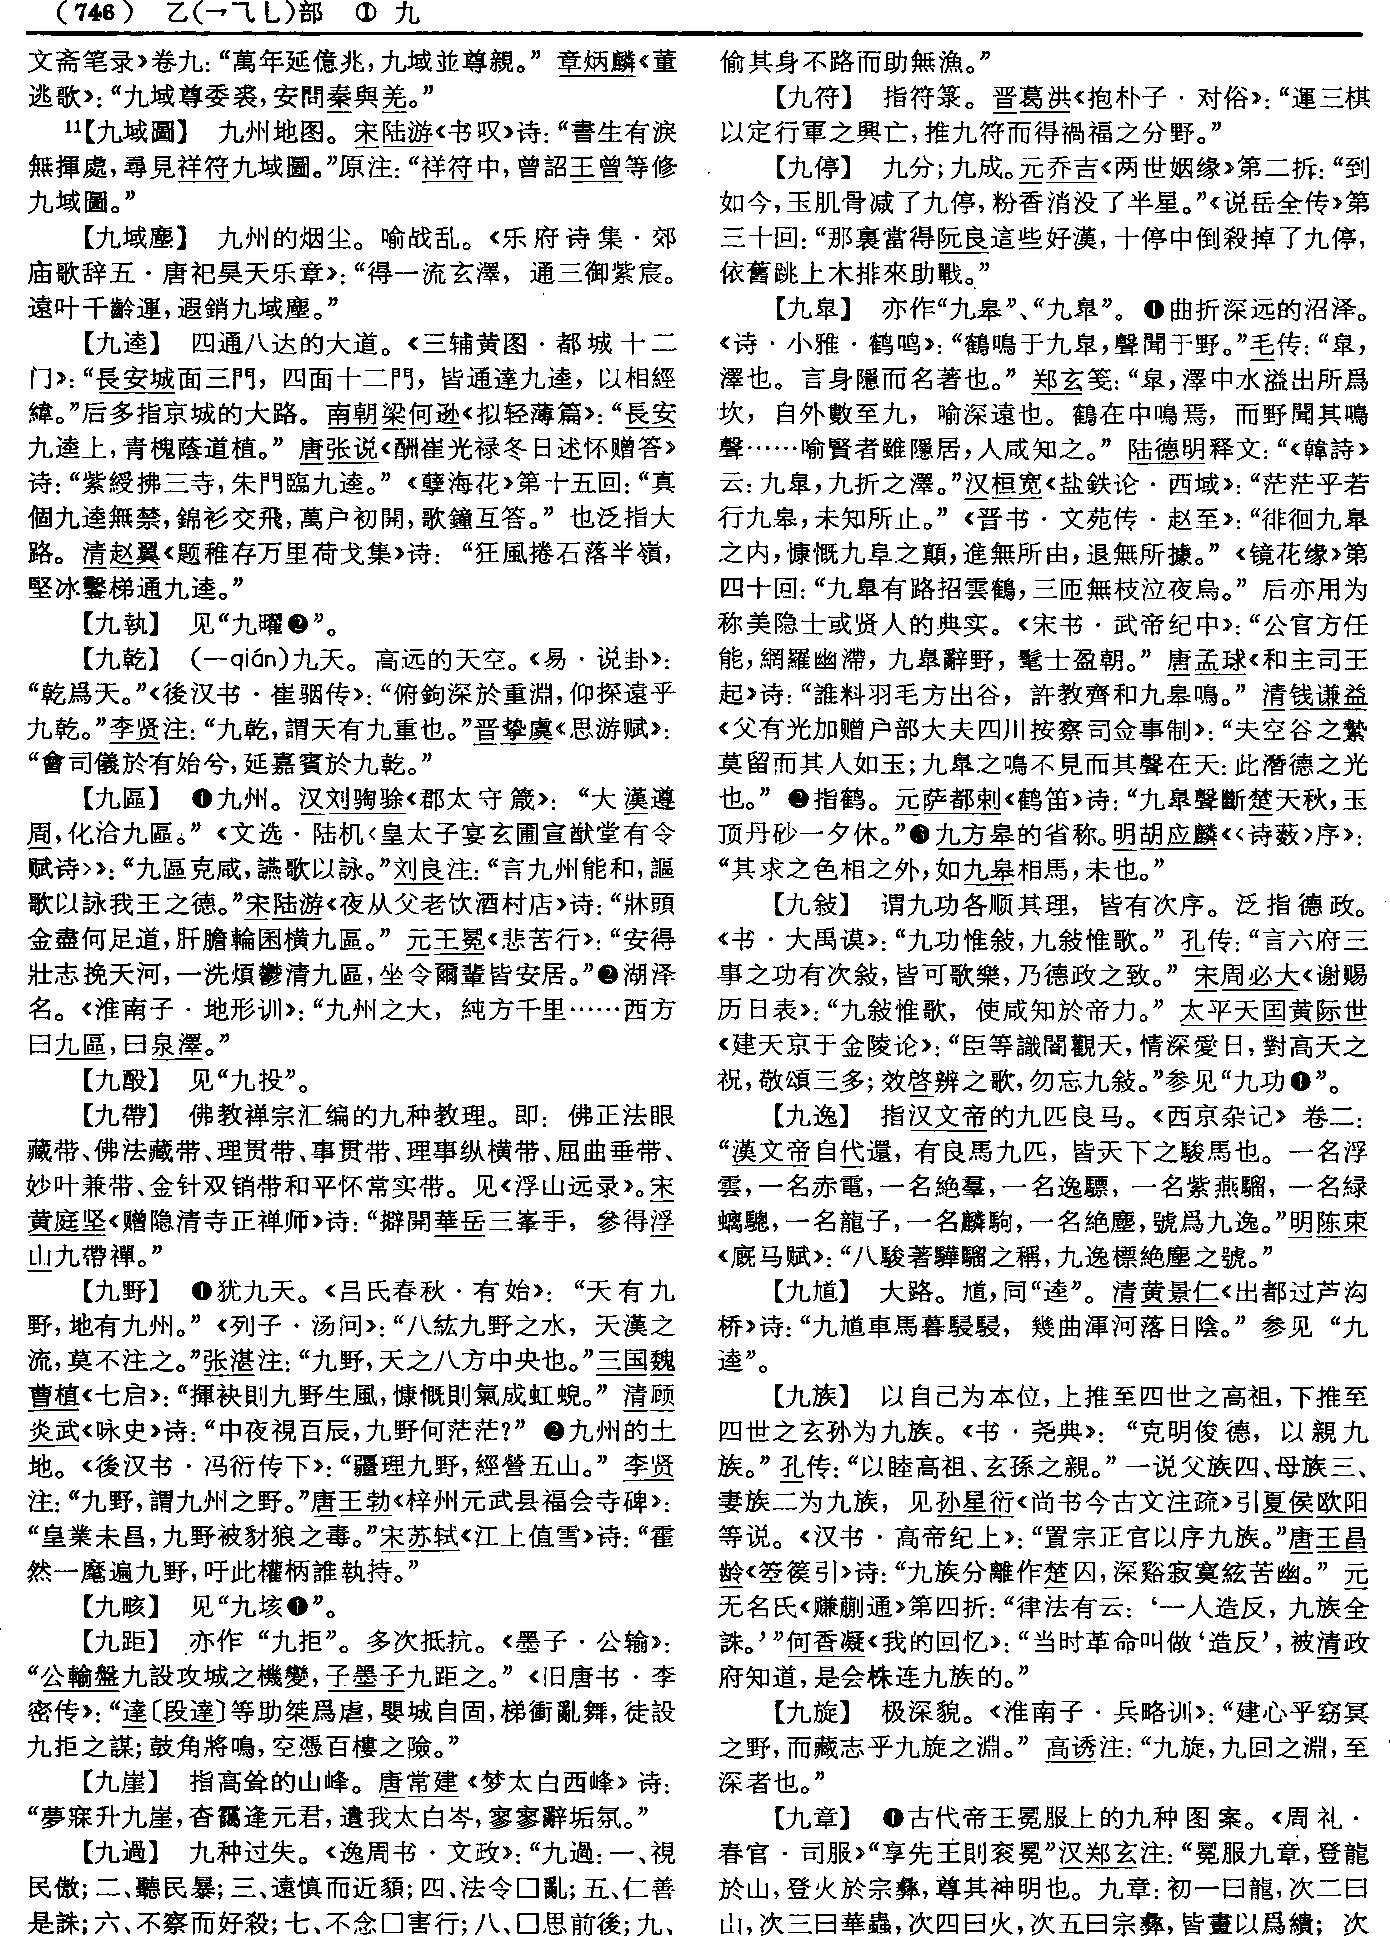 (746) 乙(乛⺄乚)部 ① 九
文斋笔录》卷九：“萬年延億兆，九域並尊親。” 章炳麟《董
逃歌》：“九域尊委裘，安問秦與羌。”
11【九域圖】 九州地图。宋陆游《书叹》诗：“書生有淚
無揮處，尋見祥符九域圖。”原注：“祥符中，曾詔王曾等修
九域圖。”
【九域塵】 九州的烟尘。喻战乱。《乐府诗集·郊
庙歌辞五·唐祀昊天乐章》：“得一流玄澤，通三御紫宸。
遠叶千齡運，遐銷九域塵。”
【九逵】 四通八达的大道。《三辅黄图·都城十二
门》：“長安城面三門，四面十二門，皆通達九逵，以相經
緯。”后多指京城的大路。南朝梁何逊《拟轻薄篇》：“長安
九逵上，青槐蔭道植。” 唐张说《酬崔光禄冬日述怀赠答》
诗：“紫綬拂三寺，朱門臨九逵。” 《孽海花》第十五回：“真
個九逵無禁，錦衫交飛，萬户初開，歌鐘互答。” 也泛指大
路。清赵翼《题稚存万里荷戈集》诗：“狂風捲石落半嶺，
堅冰鑿梯通九逵。”
【九執】 见“九曜❷”。
【九乾】 (—qián)九天。高远的天空。《易·说卦》：
“乾爲天。”《後汉书·崔骃传》：“俯鉤深於重淵，仰探遠乎
九乾。”李贤注：“九乾，謂天有九重也。”晋挚虞《思游赋》：
“會司儀於有始兮，延嘉賓於九乾。”
【九區】 ❶九州。汉刘騊駼《郡太守箴》：“大漢遵
周，化洽九區。” 《文选·陆机〈皇太子宴玄圃宣猷堂有令
赋诗〉》：“九區克咸，讌歌以詠。”刘良注：“言九州能和，謳
歌以詠我王之德。”宋陆游《夜从父老饮酒村店》诗：“牀頭
金盡何足道，肝膽輪囷横九區。” 元王冕《悲苦行》：“安得
壯志挽天河，一洗煩鬱清九區，坐令爾輩皆安居。”❷湖泽
名。《淮南子·地形训》：“九州之大，純方千里……西方
曰九區，曰泉澤。”
【九酘】 见“九投”。
【九帶】 佛教禅宗汇编的九种教理。即：佛正法眼
藏带、佛法藏带、理贯带、事贯带、理事纵横带、屈曲垂带、
妙叶兼带、金针双锁带和平怀常实带。见《浮山远录》。宋
黄庭坚《赠隐清寺正禅师》诗：“擗開華岳三峯手，參得浮
山九帶禪。”
【九野】 ❶犹九天。《吕氏春秋·有始》：“天有九
野，地有九州。” 《列子·汤问》：“八紘九野之水，天漢之
流，莫不注之。”张湛注：“九野，天之八方中央也。”三国魏
曹植《七启》：“揮袂則九野生風，慷慨則氣成虹蜺。” 清顾
炎武《咏史》诗：“中夜視百辰，九野何茫茫？” ❷九州的土
地。《後汉书·冯衍传下》：“疆理九野，經營五山。” 李贤
注：“九野，謂九州之野。”唐王勃《梓州元武县福会寺碑》：
“皇業未昌，九野被豺狼之毒。”宋苏轼《江上值雪》诗：“霍
然一麾遍九野，吁此權柄誰執持。”
【九畡】 见“九垓❶”。
【九距】 亦作“九拒”。多次抵抗。《墨子·公输》：
“公輸盤九設攻城之機變，子墨子九距之。” 《旧唐书·李
密传》：“達〔段達〕等助桀爲虐，嬰城自固，梯衝亂舞，徒設
九拒之謀；鼓角將鳴，空憑百樓之險。”
【九崖】 指高耸的山峰。唐常建《梦太白西峰》诗：
“夢寐升九崖，杳靄逢元君，遺我太白岑，寥寥辭垢氛。”
【九過】 九种过失。《逸周书·文政》：“九過：一、視
民傲；二、聽民暴；三、遠慎而近藐；四、法令□亂；五、仁善
是誅；六、不察而好殺；七、不念□害行；八、□思前後；九、
偷其身不路而助無漁。”
【九符】 指符箓。晋葛洪《抱朴子·对俗》：“運三棋
以定行軍之興亡，推九符而得禍福之分野。”
【九停】 九分；九成。元乔吉《两世姻缘》第二折：“到
如今，玉肌骨减了九停，粉香消没了半星。”《说岳全传》第
三十回：“那裏當得阮良這些好漢，十停中倒殺掉了九停，
依舊跳上木排來助戰。”
【九臯】 亦作“九皋”、“九皐”。❶曲折深远的沼泽。
《诗·小雅·鹤鸣》：“鶴鳴于九臯，聲聞于野。”毛传：“臯，
澤也。言身隱而名著也。” 郑玄笺：“臯，澤中水溢出所爲
坎，自外數至九，喻深遠也。鶴在中鳴焉，而野聞其鳴
聲……喻賢者雖隱居，人咸知之。” 陆德明释文：“《韓詩》
云：九臯，九折之澤。”汉桓宽《盐铁论·西域》：“茫茫乎若
行九皋，未知所止。” 《晋书·文苑传·赵至》：“徘徊九臯
之内，慷慨九阜之顛，進無所由，退無所據。” 《镜花缘》第
四十回：“九臯有路招雲鶴，三匝無枝泣夜烏。” 后亦用为
称美隐士或贤人的典实。《宋书·武帝纪中》：“公官方任
能，網羅幽滯，九臯辭野，髦士盈朝。” 唐孟球《和主司王
起》诗：“誰料羽毛方出谷，許教齊和九皋鳴。” 清钱谦益
《父有光加赠户部大夫四川按察司佥事制》：“夫空谷之縶
莫留而其人如玉；九臯之鳴不見而其聲在天：此潛德之光
也。” ❷指鹤。元萨都剌《鹤笛》诗：“九臯聲斷楚天秋，玉
顶丹砂一夕休。”❸九方皋的省称。明胡应麟《〈诗薮〉序》：
“其求之色相之外，如九皋相馬，未也。”
【九敍】 谓九功各顺其理，皆有次序。泛指德政。
《书·大禹谟》：“九功惟敍，九敍惟歌。” 孔传：“言六府三
事之功有次敍，皆可歌樂，乃德政之致。” 宋周必大《谢赐
历日表》：“九敍惟歌，使咸知於帝力。” 太平天囯黄际世
《建天京于金陵论》：“臣等識閽觀天，情深愛日，對高天之
祝，敬頌三多；效啓辨之歌，勿忘九敍。”参见“九功❶”。
【九逸】 指汉文帝的九匹良马。《西京杂记》卷二：
“漢文帝自代還，有良馬九匹，皆天下之駿馬也。一名浮
雲，一名赤電，一名絶羣，一名逸驃，一名紫燕騮，一名緑
螭驄，一名龍子，一名麟駒，一名絶塵，號爲九逸。”明陈束
《厩马赋》：“八駿著驊騮之稱，九逸標絶塵之號。”
【九馗】 大路。馗，同“逵”。清黄景仁《出都过芦沟
桥》诗：“九馗車馬暮駸駸，幾曲渾河落日陰。” 参见“九
逵”。
【九族】 以自己为本位，上推至四世之高祖，下推至
四世之玄孙为九族。《书·尧典》：“克明俊德，以親九
族。” 孔传：“以睦高祖、玄孫之親。” 一说父族四、母族三、
妻族二为九族，见孙星衍《尚书今古文注疏》引夏侯欧阳
等说。《汉书·高帝纪上》：“置宗正官以序九族。”唐王昌
龄《箜篌引》诗：“九族分離作楚囚，深谿寂寞絃苦幽。” 元
无名氏《赚蒯通》第四折：“律法有云：‘一人造反，九族全
誅。’”何香凝《我的回忆》：“当时革命叫做‘造反’，被清政
府知道，是会株连九族的。”
【九旋】 极深貌。《淮南子·兵略训》：“建心乎窈冥
之野，而藏志乎九旋之淵。” 高诱注：“九旋，九回之淵，至
深者也。”
【九章】 ❶古代帝王冕服上的九种图案。《周礼·
春官·司服》“享先王則衮冕”汉郑玄注：“冕服九章，登龍
於山，登火於宗彝，尊其神明也。九章：初一曰龍，次二曰
山，次三曰華蟲，次四曰火，次五曰宗彝，皆畫以爲繢；次